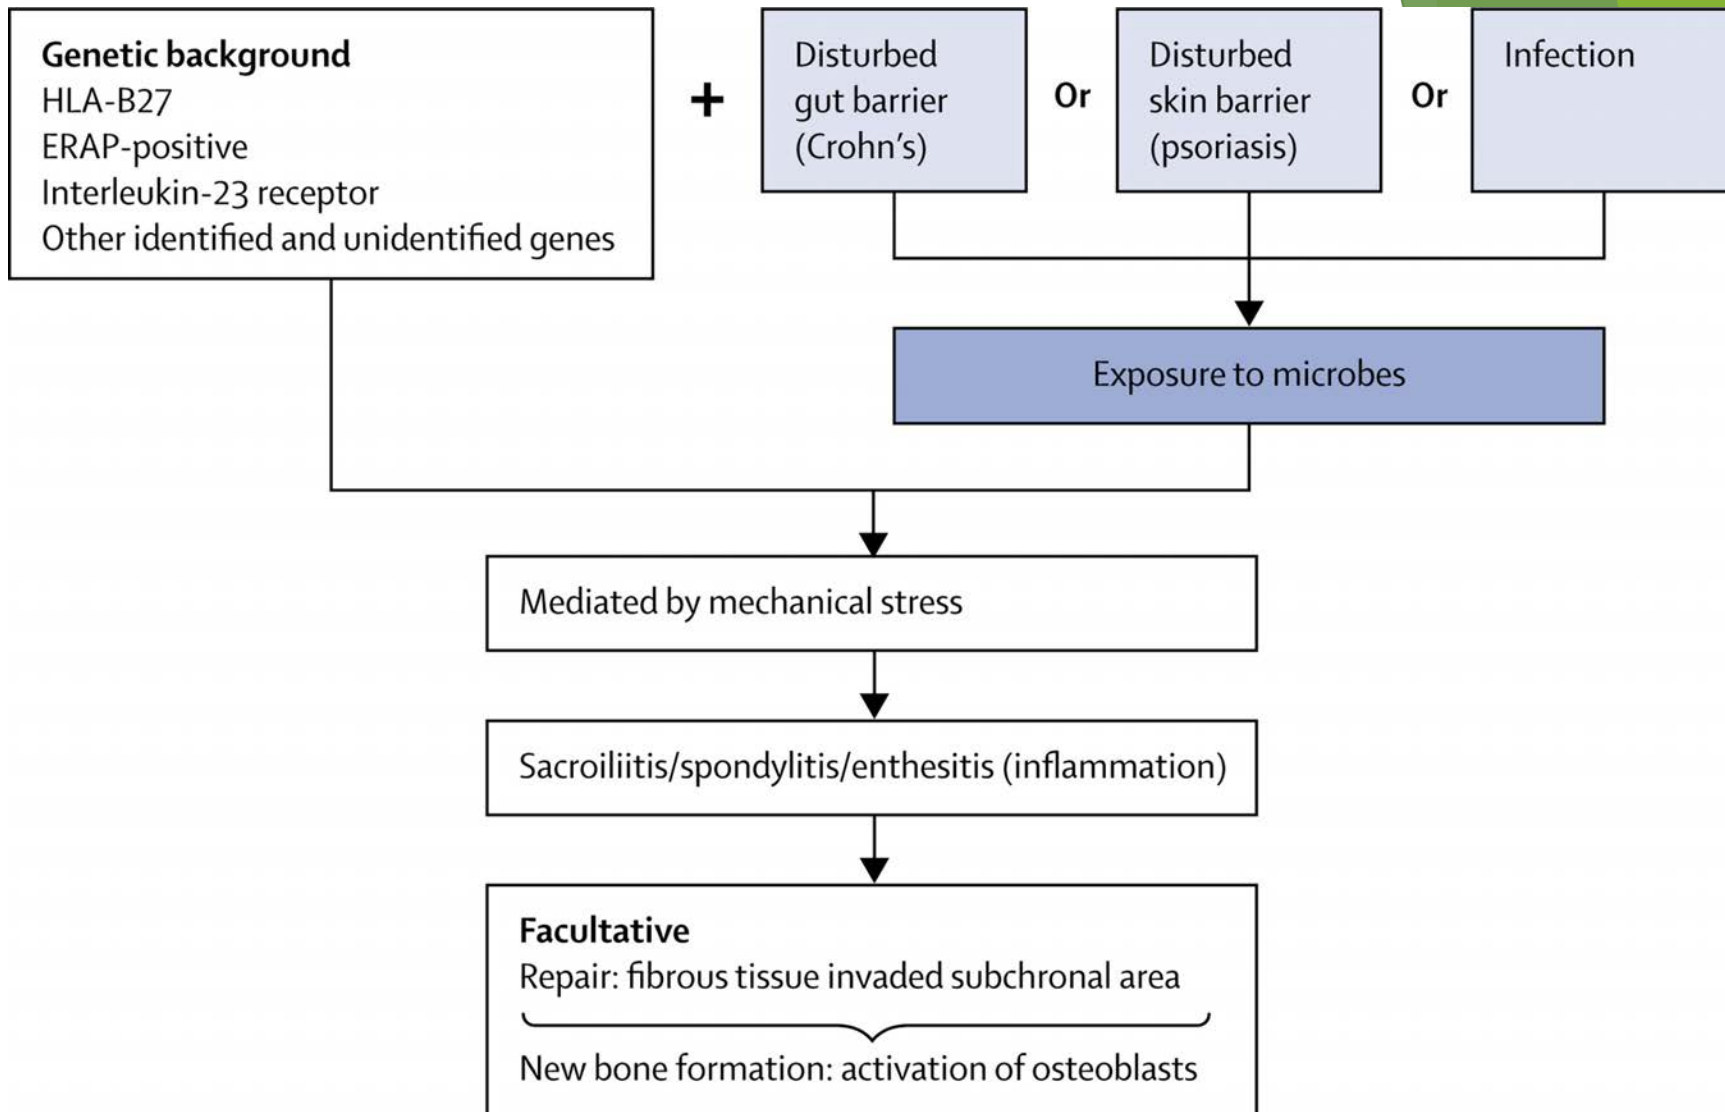 Genetic background
HLA-B27
ERAP-positive
Interleukin-23 receptor
Other identified and unidentified genes
+
Disturbed
gut barrier
(Crohn's)
Or
Disturbed
skin barrier
(psoriasis)
Or
Infection
Exposure to microbes
Mediated by mechanical stress
Sacroiliitis/spondylitis/enthesitis (inflammation)
Facultative
Repair: fibrous tissue invaded subchronal area
New bone formation: activation of osteoblasts